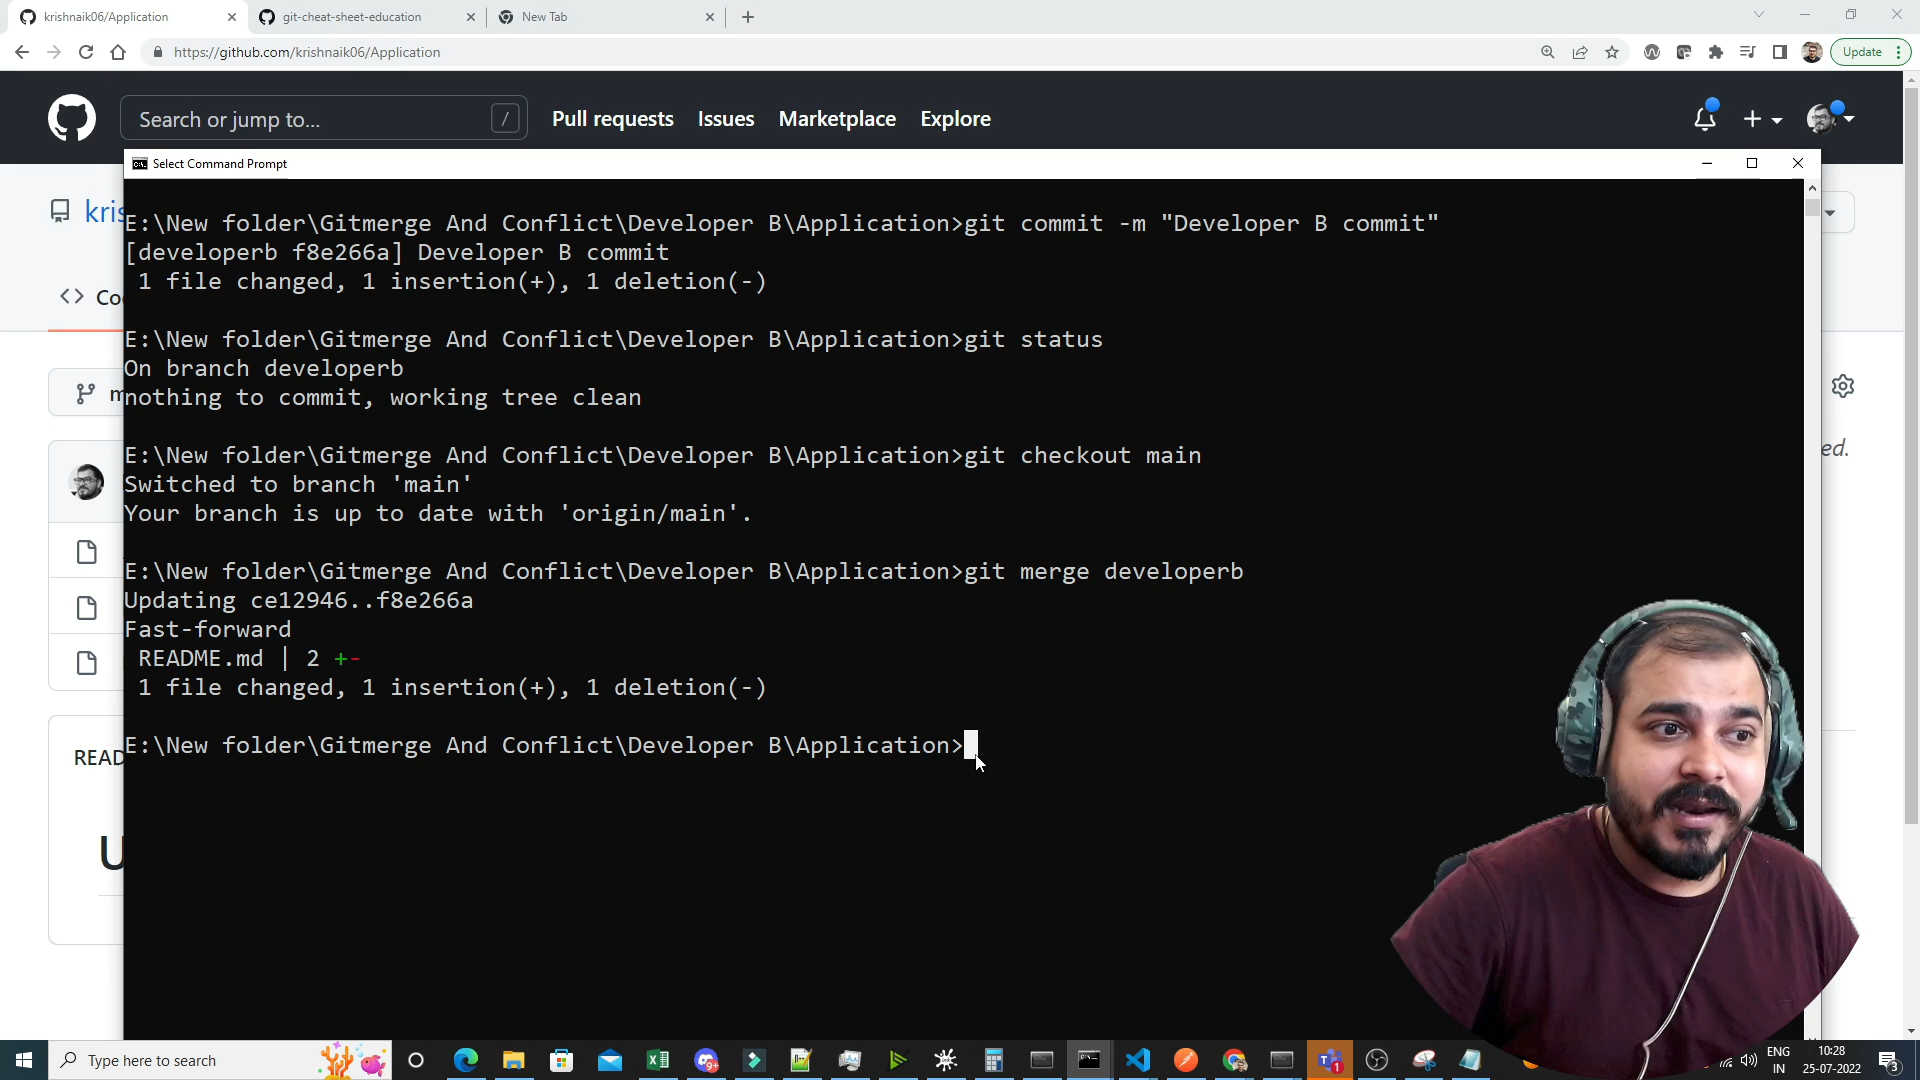 krishnaik06/Application
git-cheat-sheet-education
New Tab
https://github.com/krishnaik06/Application
Update
Search or jump to...
/
Pull requests
Issues
Marketplace
Explore
Select Command Prompt
kris
E:\New folder\Gitmerge And Conflict\Developer B\Application>git commit -m "Developer B commit"
[developerb f8e266a] Developer B commit
1 file changed, 1 insertion(+), 1 deletion(-)
<> Co
E:\New folder\Gitmerge And Conflict\Developer B\Application>git status
On branch developerb
nothing to commit, working tree clean
ed.
E:\New folder\Gitmerge And Conflict\Developer B\Application>git checkout main
Switched to branch 'main'
Your branch is up to date with 'origin/main'.
E:\New folder\Gitmerge And Conflict\Developer B\Application>git merge developerb
Updating ce12946..f8e266a
Fast-forward
README.md | 2 +-
1 file changed, 1 insertion(+), 1 deletion(-)
E:\New folder\Gitmerge And Conflict\Developer B\Application>
READ
U
Type here to search
ENG
IN
10:28
25-07-2022
3